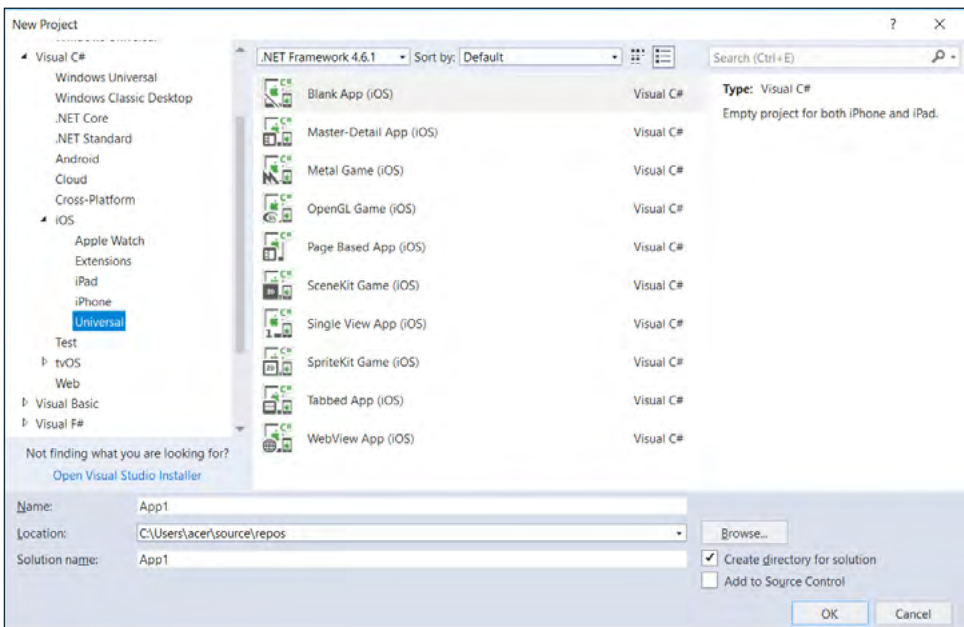 New Project
? ×
Visual C#
Windows Universal
Windows Classic Desktop
.NET Core
.NET Standard
Android
Cloud
Cross-Platform
iOS
Apple Watch
Extensions
iPad
iPhone
Universal
Test
tvOS
Web
Visual Basic
Visual F#
Not finding what you are looking for?
Open Visual Studio Installer
.NET Framework 4.6.1 Sort by: Default
Blank App (iOS) Visual C#
Master-Detail App (iOS) Visual C#
Metal Game (iOS) Visual C#
OpenGL Game (iOS) Visual C#
Page Based App (iOS) Visual C#
SceneKit Game (iOS) Visual C#
Single View App (iOS) Visual C#
SpriteKit Game (iOS) Visual C#
Tabbed App (iOS) Visual C#
WebView App (iOS) Visual C#
Search (Ctrl+E)
Type: Visual C#
Empty project for both iPhone and iPad.
Name: App1
Location: C:\Users\acer\source\repos
Browse...
Solution name: App1
Create directory for solution
Add to Source Control
OK Cancel